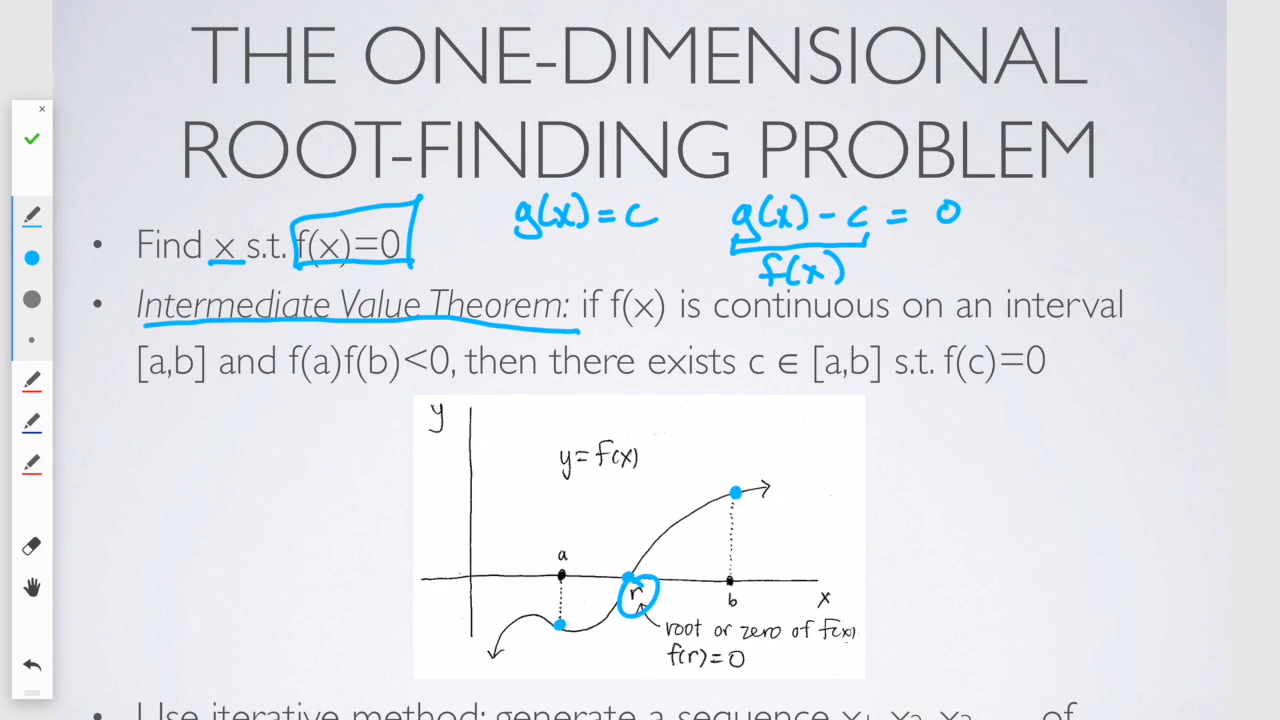 THE ONE-DIMENSIONAL
ROOT-FINDING PROBLEM
g(x) = c
g(x) - c = 0
• Find x s.t. f(x)=0
f(x)
• Intermediate Value Theorem: if f(x) is continuous on an interval
[a,b] and f(a)f(b)<0, then there exists c ∈ [a,b] s.t. f(c)=0
y
y = f(x)
a
r
b
x
root or zero of f(x)
f(r) = 0